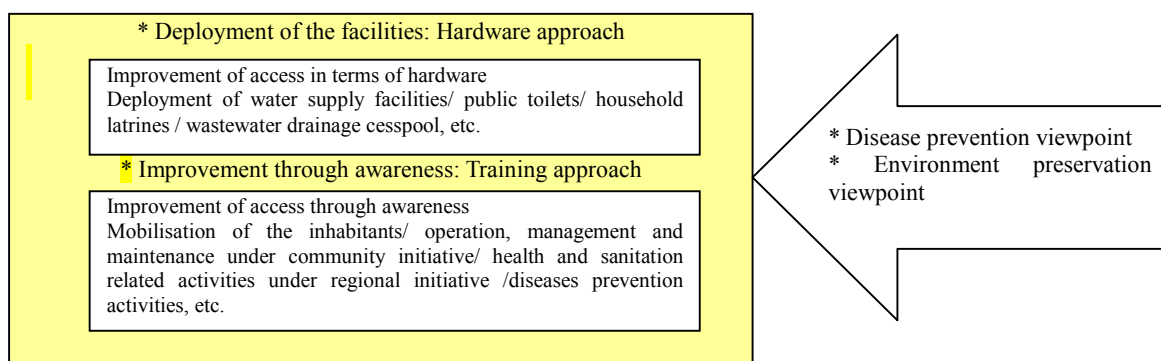 * Deployment of the facilities: Hardware approach
Improvement of access in terms of hardware
Deployment of water supply facilities/ public toilets/ household
latrines / wastewater drainage cesspool, etc.
* Improvement through awareness: Training approach
Improvement of access through awareness
Mobilisation of the inhabitants/ operation, management and
maintenance under community initiative/ health and sanitation
related activities under regional initiative /diseases prevention
activities, etc.
* Disease prevention viewpoint
* Environment preservation
viewpoint